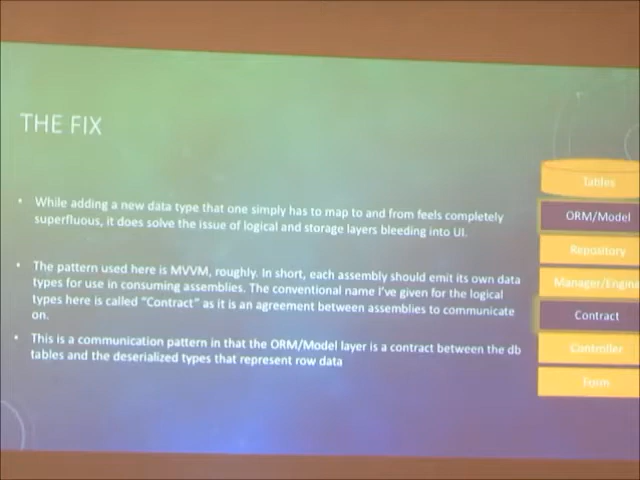 THE FIX
• While adding a new data type that one simply has to map to and from feels completely
superfluous, it does solve the issue of logical and storage layers bleeding into UI.
• The pattern used here is MVVM, roughly. In short, each assembly should emit its own data
types for use in consuming assemblies. The conventional name I've given for the logical
types here is called "Contract" as it is an agreement between assemblies to communicate
on.
• This is a communication pattern in that the ORM/Model layer is a contract between the db
tables and the deserialized types that represent row data
Tables
ORM/Model
Repository
Manager/Engine
Contract
Controller
Form